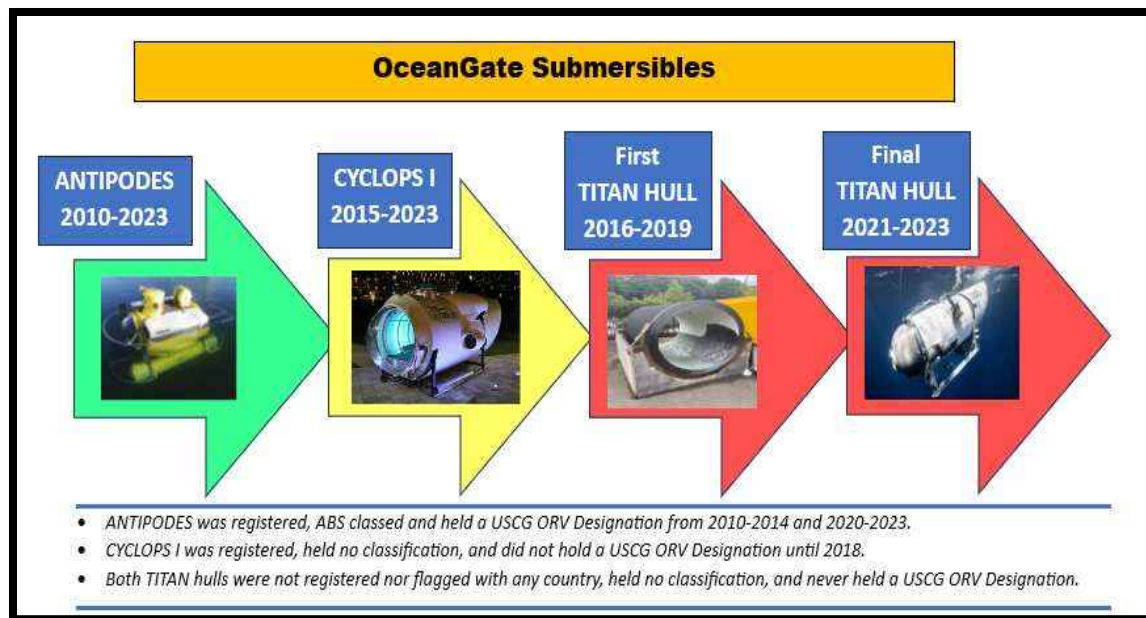 OceanGate Submersibles
ANTIPODES
2010-2023
CYCLOPS I
2015-2023
First
TITAN HULL
2016-2019
Final
TITAN HULL
2021-2023
• ANTIPODES was registered, ABS classed and held a USCG ORV Designation from 2010-2014 and 2020-2023.
• CYCLOPS I was registered, held no classification, and did not hold a USCG ORV Designation until 2018.
• Both TITAN hulls were not registered nor flagged with any country, held no classification, and never held a USCG ORV Designation.